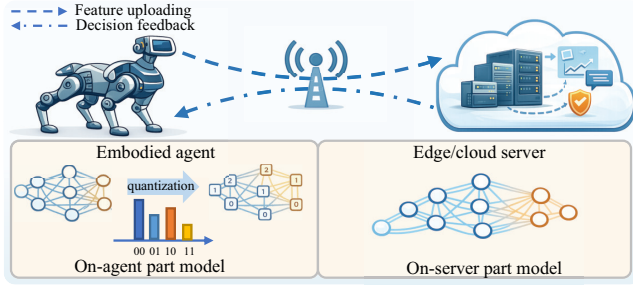 Feature uploading
Decision feedback
Embodied agent
quantization
2
1
0
1
0
2
1
0
00 01 10 11
On-agent part model
Edge/cloud server
On-server part model